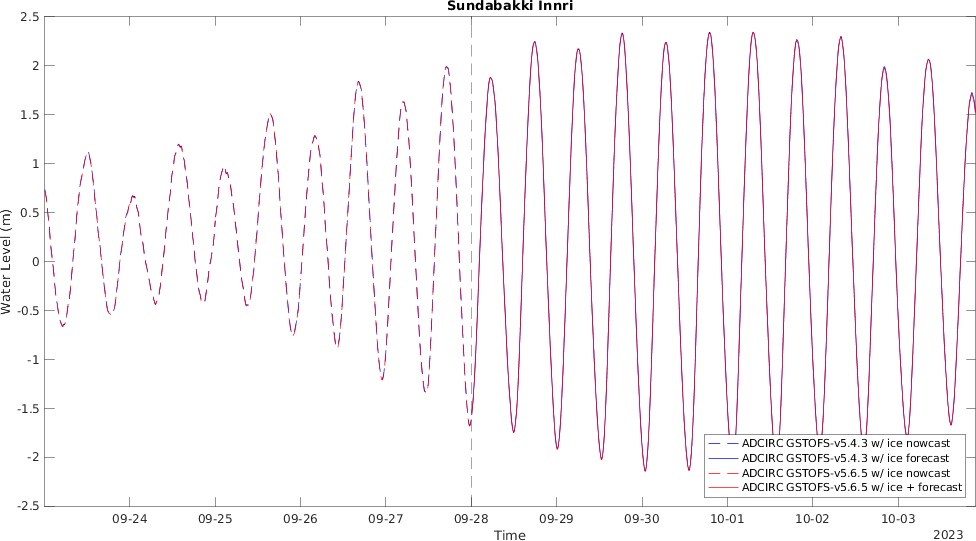 Sundabakki Innri
2.5
2
1.5
1
0.5
0
-0.5
-1
-1.5
-2
-2.5
Water Level (m)
ADCIRC GSTOFS-v5.4.3 w/ ice nowcast
ADCIRC GSTOFS-v5.4.3 w/ ice forecast
ADCIRC GSTOFS-v5.6.5 w/ ice nowcast
ADCIRC GSTOFS-v5.6.5 w/ ice + forecast
09-24 09-25 09-26 09-27 09-28 09-29 09-30 10-01 10-02 10-03
Time
2023